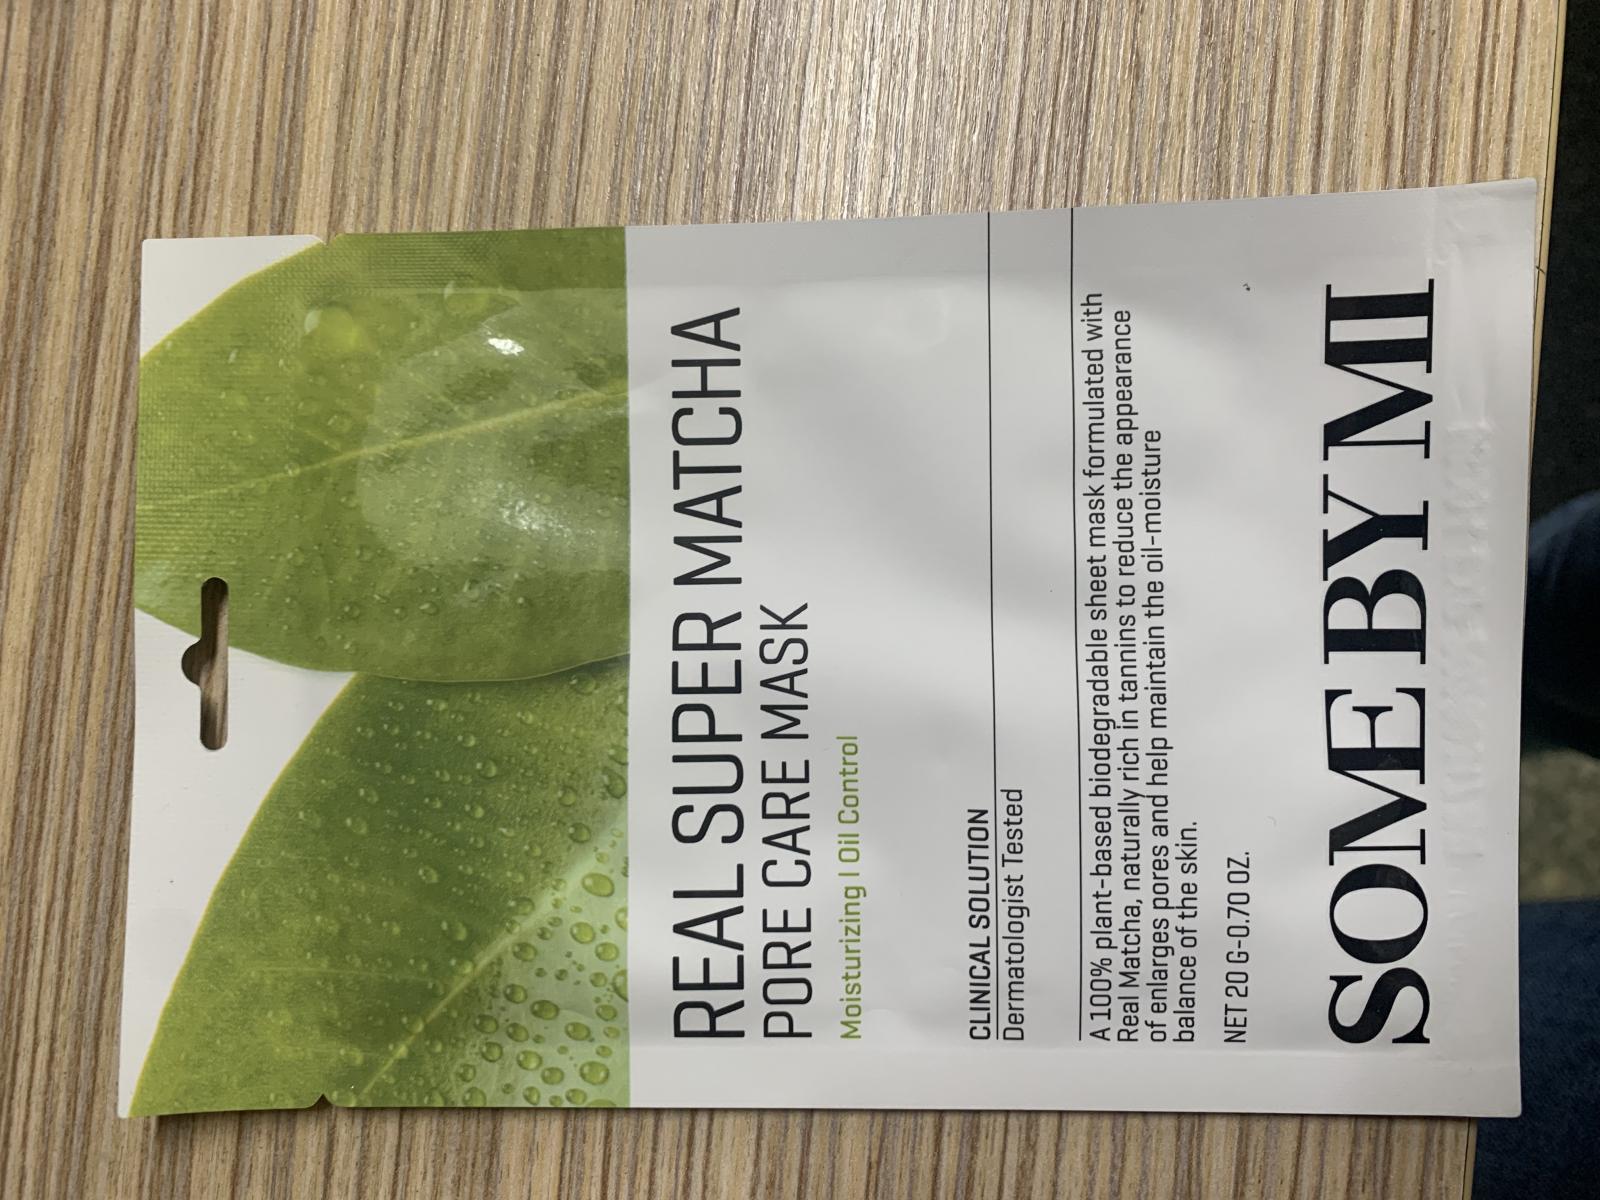 REAL SUPER MATCHA
PORE CARE MASK
Moisturizing | Oil Control
CLINICAL SOLUTION
Dermatologist Tested
A 100% plant-based biodegradable sheet mask formulated with
Real Matcha, naturally rich in tannins to reduce the appearance
of enlarges pores and help maintain the oil-moisture
balance of the skin.
NET 20 G-0.70 OZ.
SOME BY MI